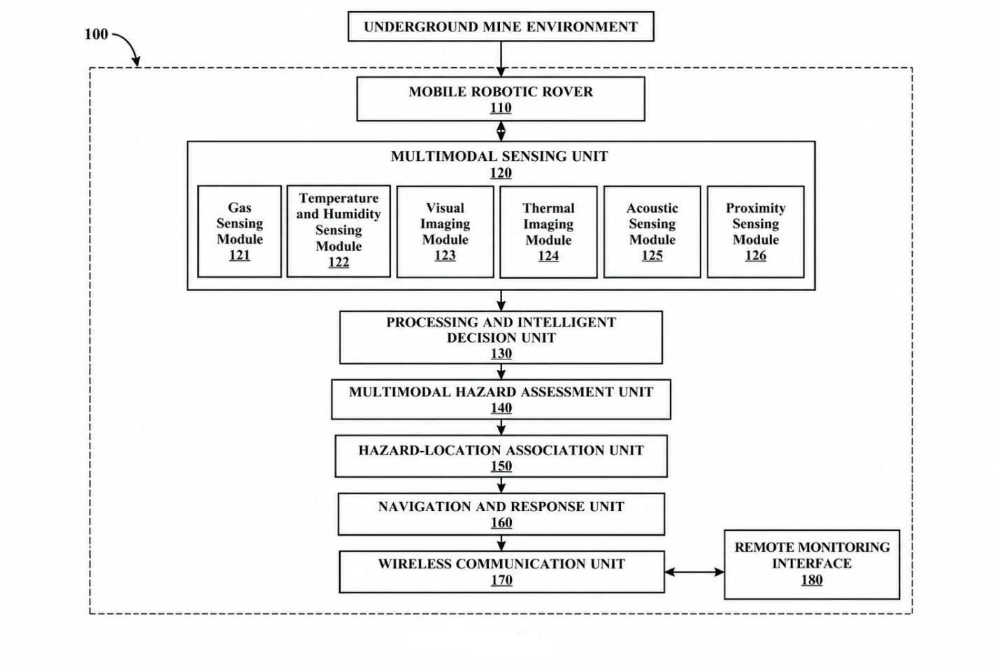 UNDERGROUND MINE ENVIRONMENT
100
MOBILE ROBOTIC ROVER
110
MULTIMODAL SENSING UNIT
120
Gas
Sensing
Module
121
Temperature
and Humidity
Sensing
Module
122
Visual
Imaging
Module
123
Thermal
Imaging
Module
124
Acoustic
Sensing
Module
125
Proximity
Sensing
Module
126
PROCESSING AND INTELLIGENT
DECISION UNIT
130
MULTIMODAL HAZARD ASSESSMENT UNIT
140
HAZARD-LOCATION ASSOCIATION UNIT
150
NAVIGATION AND RESPONSE UNIT
160
WIRELESS COMMUNICATION UNIT
170
REMOTE MONITORING
INTERFACE
180